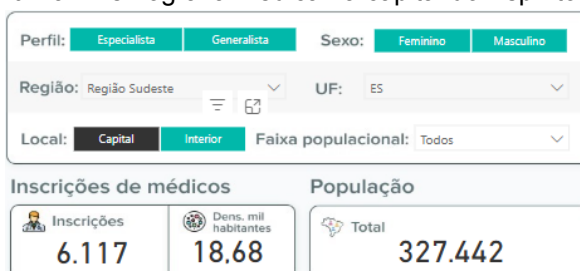 Perfil: Especialista Generalista Sexo: Feminino Masculino
Região: Região Sudeste UF: ES
Local: Capital Interior Faixa populacional: Todos
Inscrições de médicos População
Inscrições Dens. mil habitantes Total
6.117 18,68 327.442